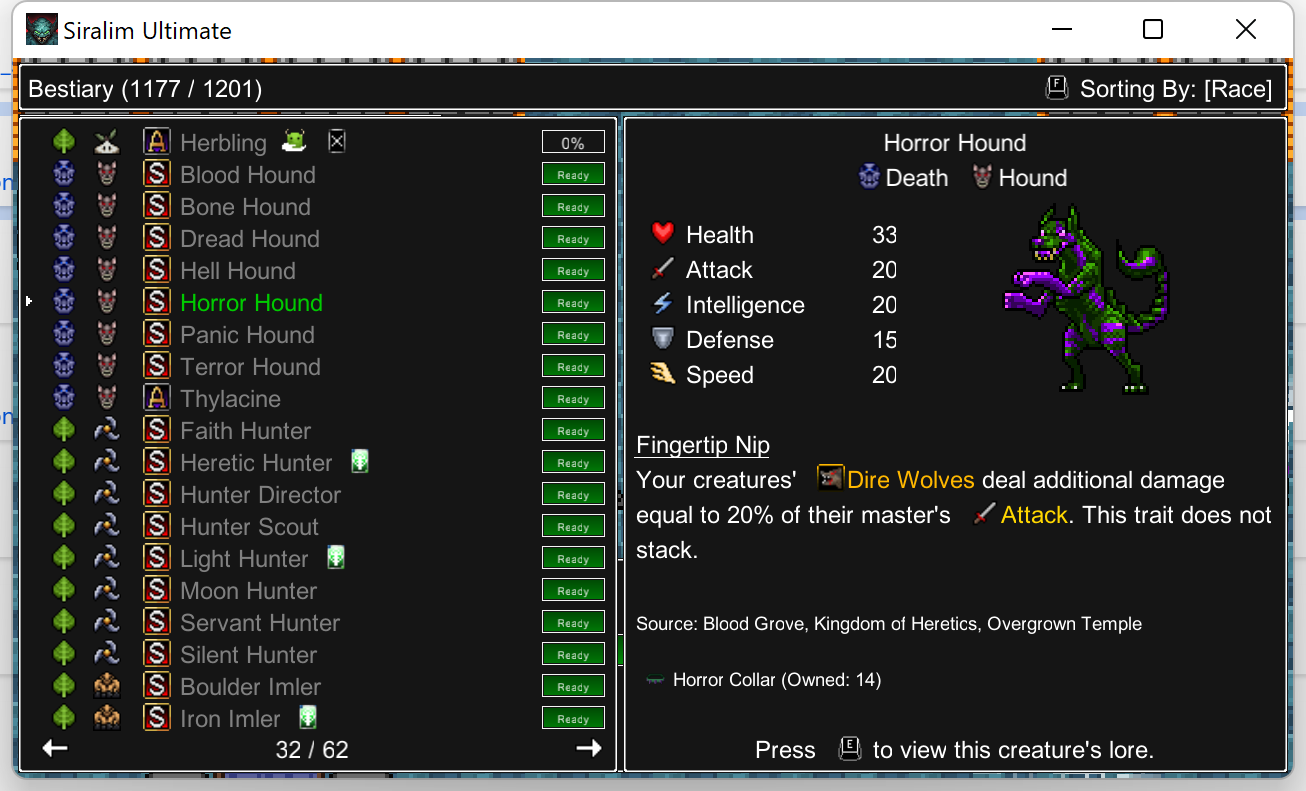 Siralim Ultimate
Bestiary (1177 / 1201)
F Sorting By: [Race]
A Herbling 0%
S Blood Hound Ready
S Bone Hound Ready
S Dread Hound Ready
S Hell Hound Ready
S Horror Hound Ready
S Panic Hound Ready
S Terror Hound Ready
A Thylacine Ready
S Faith Hunter Ready
S Heretic Hunter Ready
S Hunter Director Ready
S Hunter Scout Ready
S Light Hunter Ready
S Moon Hunter Ready
S Servant Hunter Ready
S Silent Hunter Ready
S Boulder Imler Ready
S Iron Imler Ready
32 / 62
Horror Hound
Death Hound
Health 33
Attack 20
Intelligence 20
Defense 15
Speed 20
Fingertip Nip
Your creatures' Dire Wolves deal additional damage
equal to 20% of their master's Attack. This trait does not
stack.
Source: Blood Grove, Kingdom of Heretics, Overgrown Temple
Horror Collar (Owned: 14)
Press E to view this creature's lore.